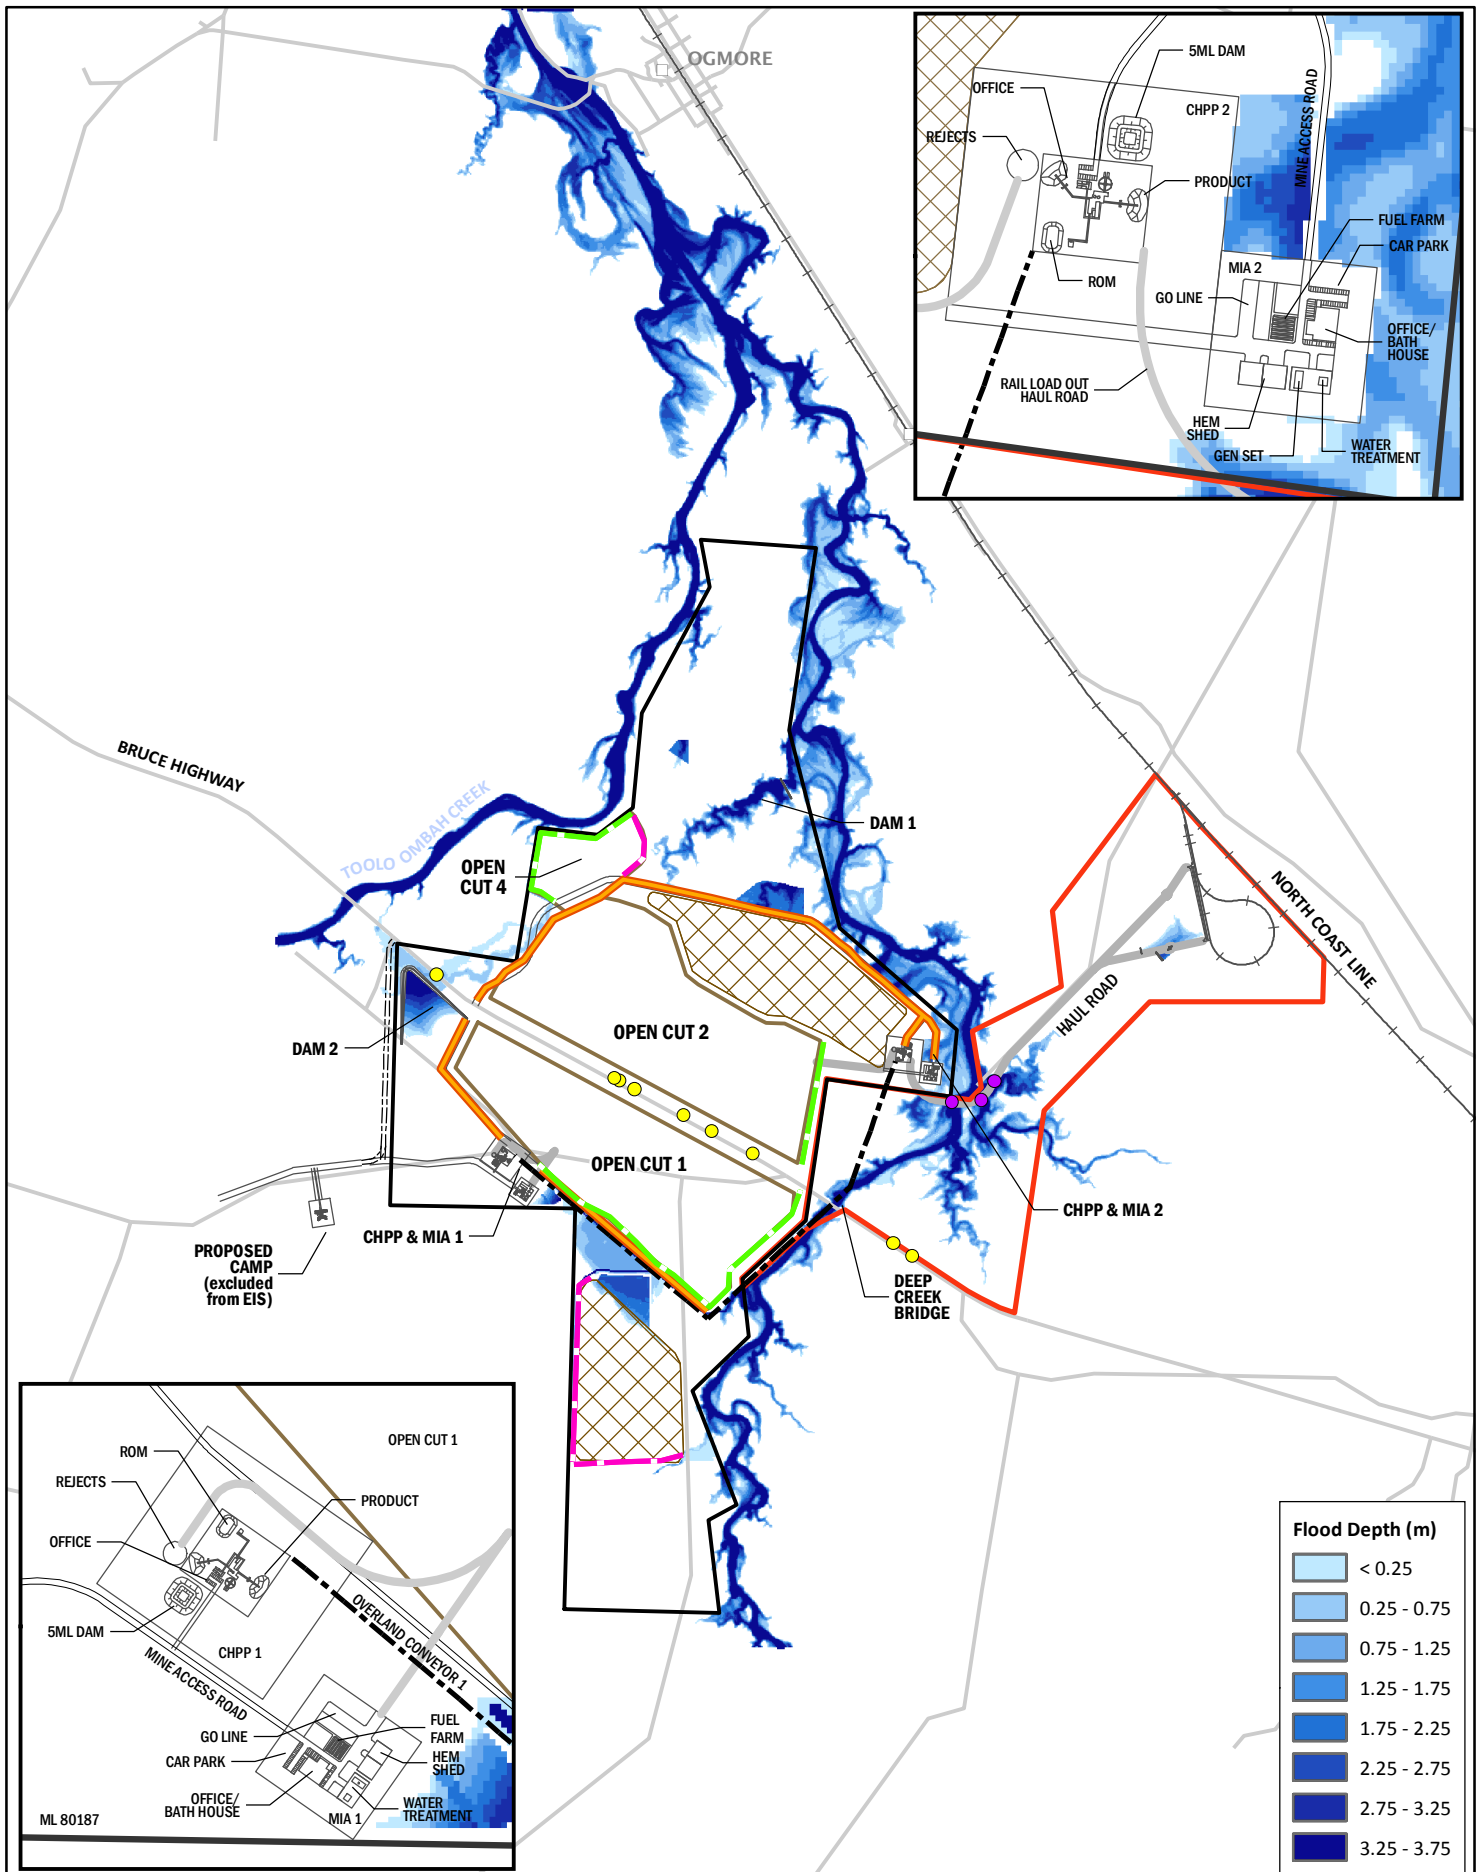 OGMORE
5ML DAM
OFFICE
CHPP 2
REJECTS
MINE ACCESS ROAD
PRODUCT
FUEL FARM
CAR PARK
MIA 2
ROM
GO LINE
OFFICE/
BATH
HOUSE
RAIL LOAD OUT
HAUL ROAD
HEM
SHED
GEN SET
WATER
TREATMENT
BRUCE HIGHWAY
TOOLOOMBAH CREEK
DAM 1
OPEN
CUT 4
NORTH COAST LINE
HAUL ROAD
OPEN CUT 2
DAM 2
OPEN CUT 1
CHPP & MIA 1
CHPP & MIA 2
PROPOSED
CAMP
(excluded
from EIS)
DEEP
CREEK
BRIDGE
OPEN CUT 1
ROM
REJECTS
PRODUCT
OFFICE
OVERLAND CONVEYOR 1
5ML DAM
CHPP 1
MINE ACCESS ROAD
FUEL
FARM
GO LINE
HEM
SHED
CAR PARK
OFFICE/
BATH HOUSE
WATER
TREATMENT
MIA 1
ML 80187
Flood Depth (m)
< 0.25
0.25 - 0.75
0.75 - 1.25
1.25 - 1.75
1.75 - 2.25
2.25 - 2.75
2.75 - 3.25
3.25 - 3.75